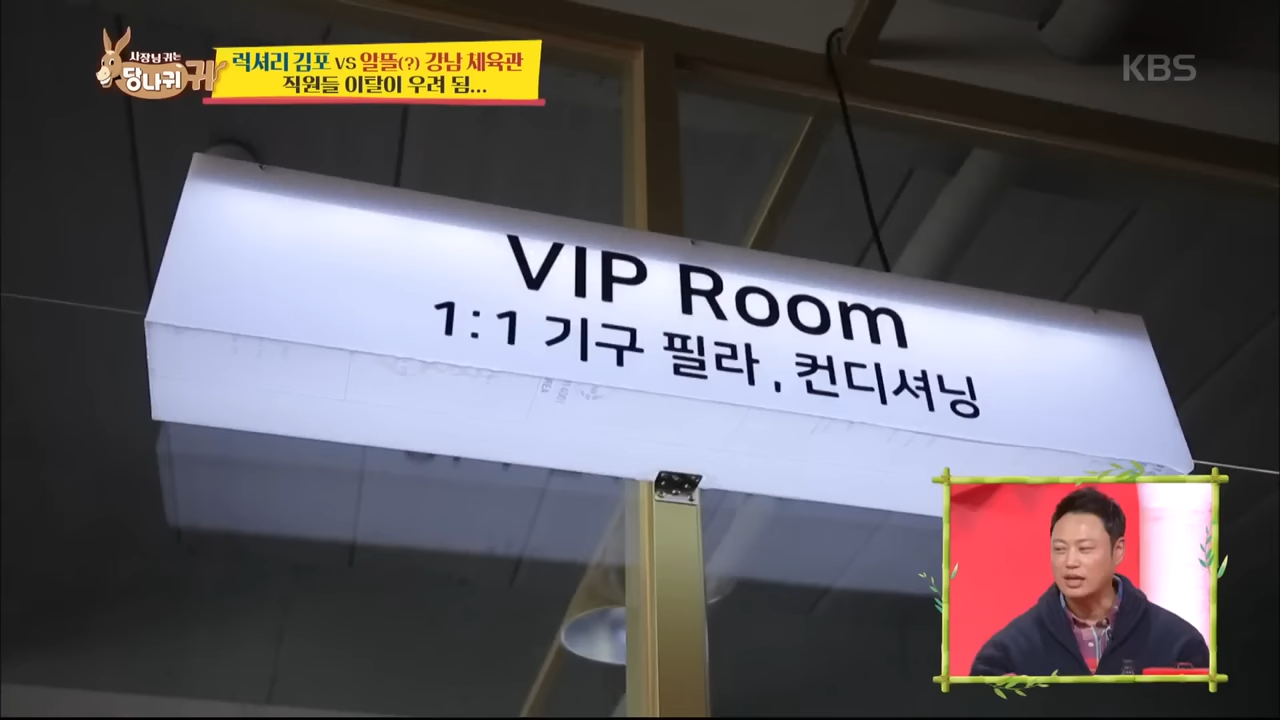 사장님 귀는
당나귀 귀
럭셔리 김포 VS 알뜰(?) 강남 체육관
직원들 이탈이 우려 됨...
KBS
VIP Room
1:1 기구 필라, 컨디셔닝